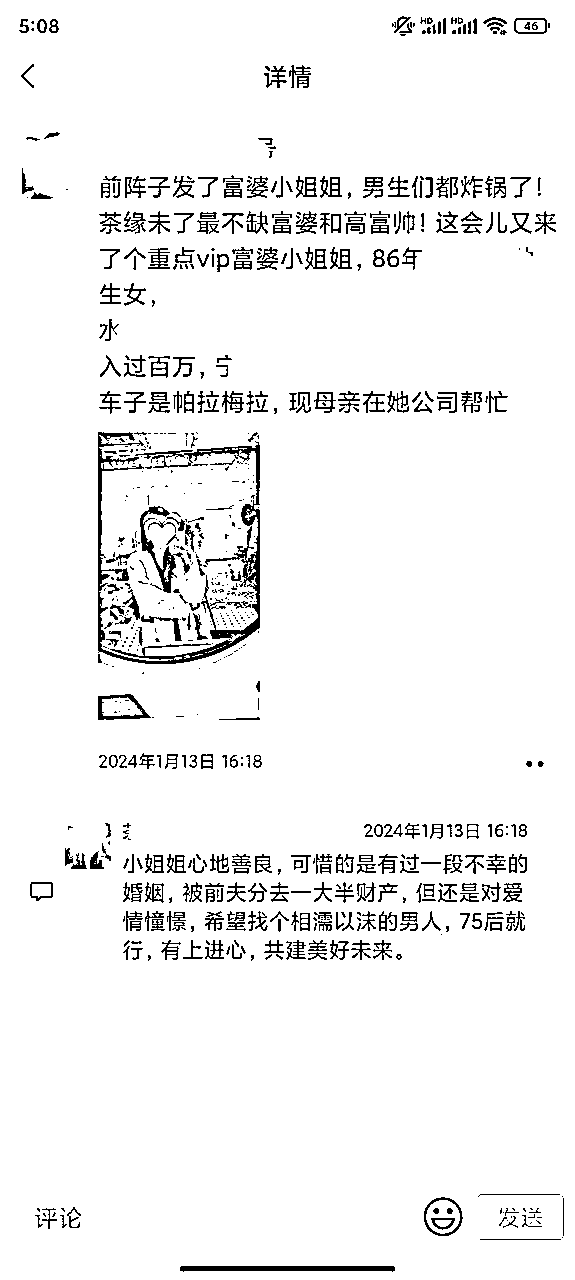 5:08
HD HD 46
详情
前阵子发了富婆小姐姐，男生们都炸锅了！
茶缘未了最不缺富婆和高富帅！这会儿又来
了个重点vip富婆小姐姐，86年
生女，
水
入过百万，
车子是帕拉梅拉，现母亲在她公司帮忙
2024年1月13日 16:18
2024年1月13日 16:18
小姐姐心地善良，可惜的是有过一段不幸的
婚姻，被前夫分去一大半财产，但还是对爱
情憧憬，希望找个相濡以沫的男人，75后就
行，有上进心，共建美好未来。
评论
发送